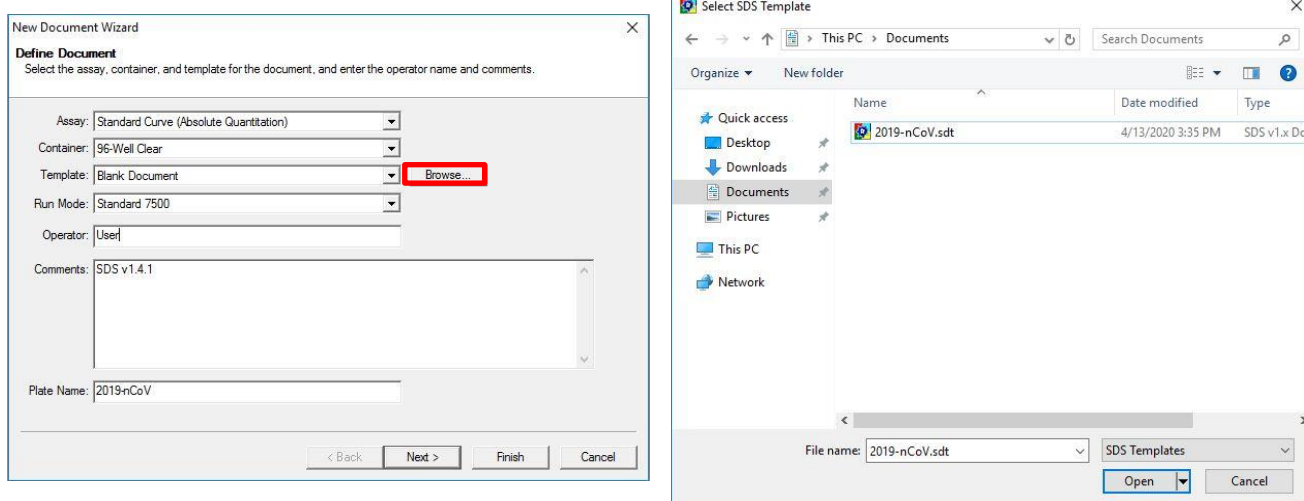 New Document Wizard
Define Document
Select the assay, container, and template for the document, and enter the operator name and comments.
Assay: Standard Curve (Absolute Quantitation)
Container: 96-Well Clear
Template: Blank Document Browse...
Run Mode: Standard 7500
Operator: User
Comments: SDS v1.4.1
Plate Name: 2019-nCoV
< Back Next > Finish Cancel
Select SDS Template
This PC > Documents Search Documents
Organize New folder
Name Date modified Type
Quick access
2019-nCoV.sdt 4/13/2020 3:35 PM SDS v1.x Do
Desktop
Downloads
Documents
Pictures
This PC
Network
File name: 2019-nCoV.sdt SDS Templates
Open Cancel